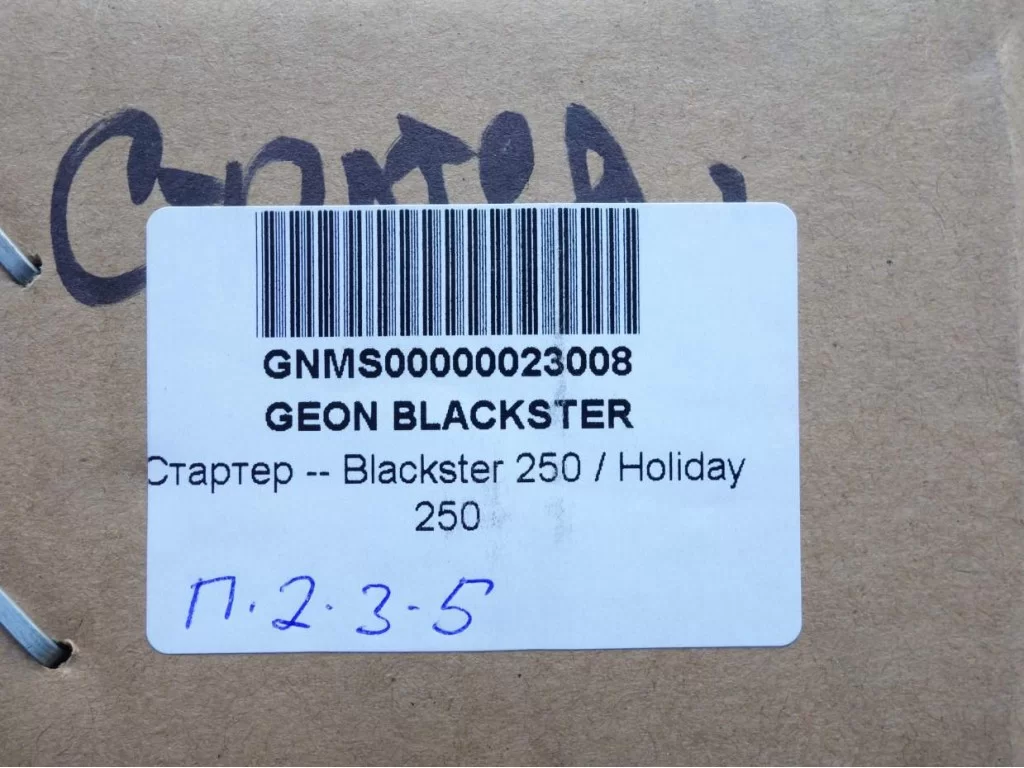 GNMS00000023008
GEON BLACKSTER
Стартер -- Blackster 250 / Holiday
250
П.2.3-5